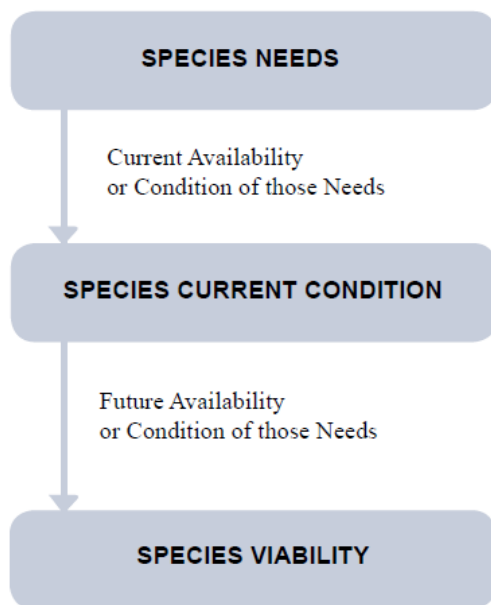 SPECIES NEEDS
Current Availability
or Condition of those Needs
SPECIES CURRENT CONDITION
Future Availability
or Condition of those Needs
SPECIES VIABILITY